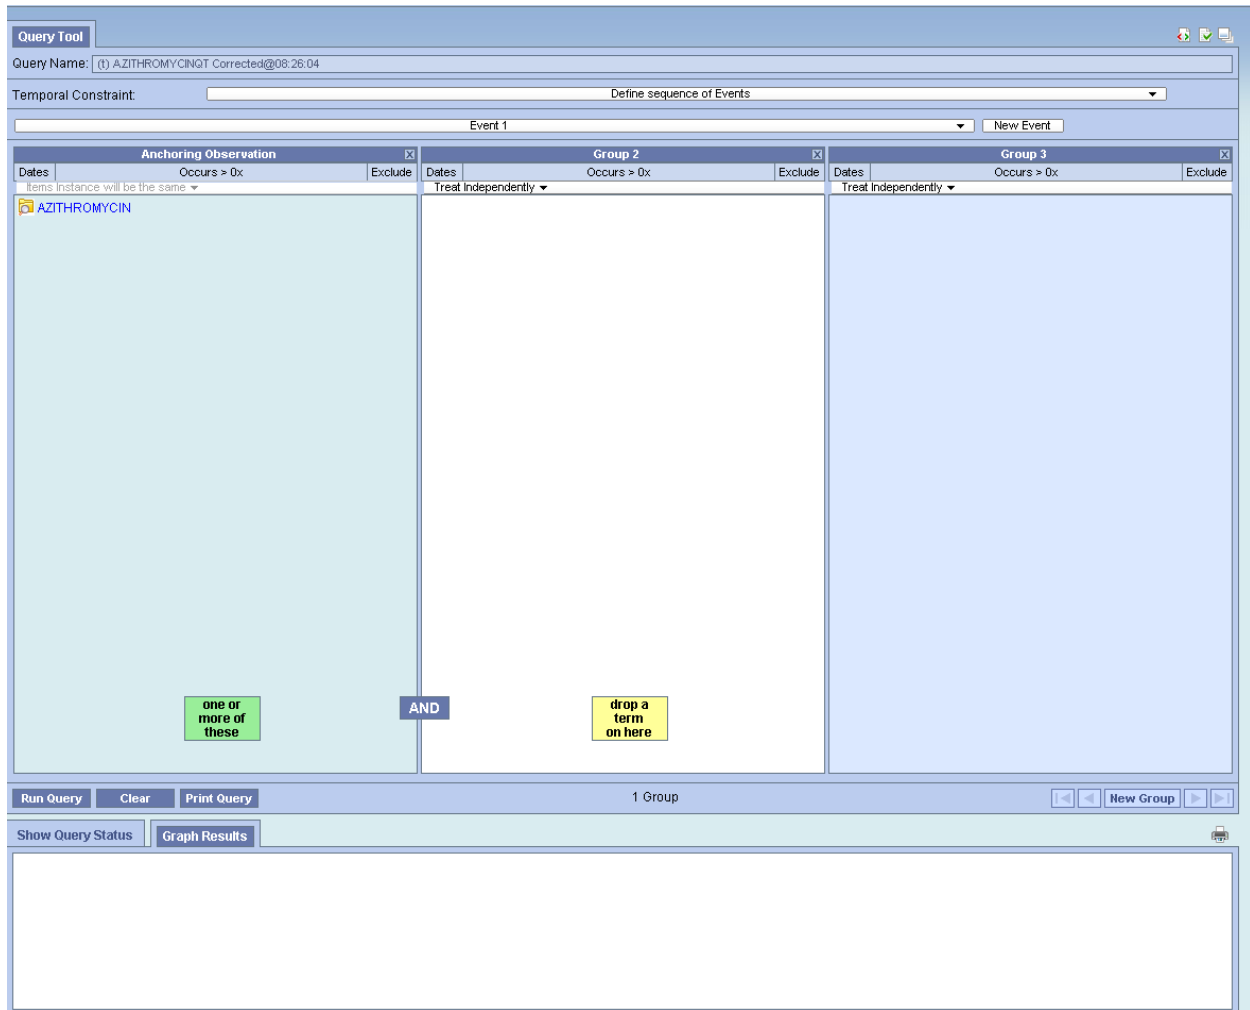 Query Tool
Query Name: (t) AZITHROMYCINQT Corrected@08:26:04
Temporal Constraint: Define sequence of Events
Event 1 New Event
Anchoring Observation Group 2 Group 3
Dates Occurs > 0x Exclude Dates Occurs > 0x Exclude Dates Occurs > 0x Exclude
Items Instance will be the same Treat Independently Treat Independently
AZITHROMYCIN
one or
more of
these
AND
drop a
term
on here
Run Query Clear Print Query 1 Group New Group
Show Query Status Graph Results